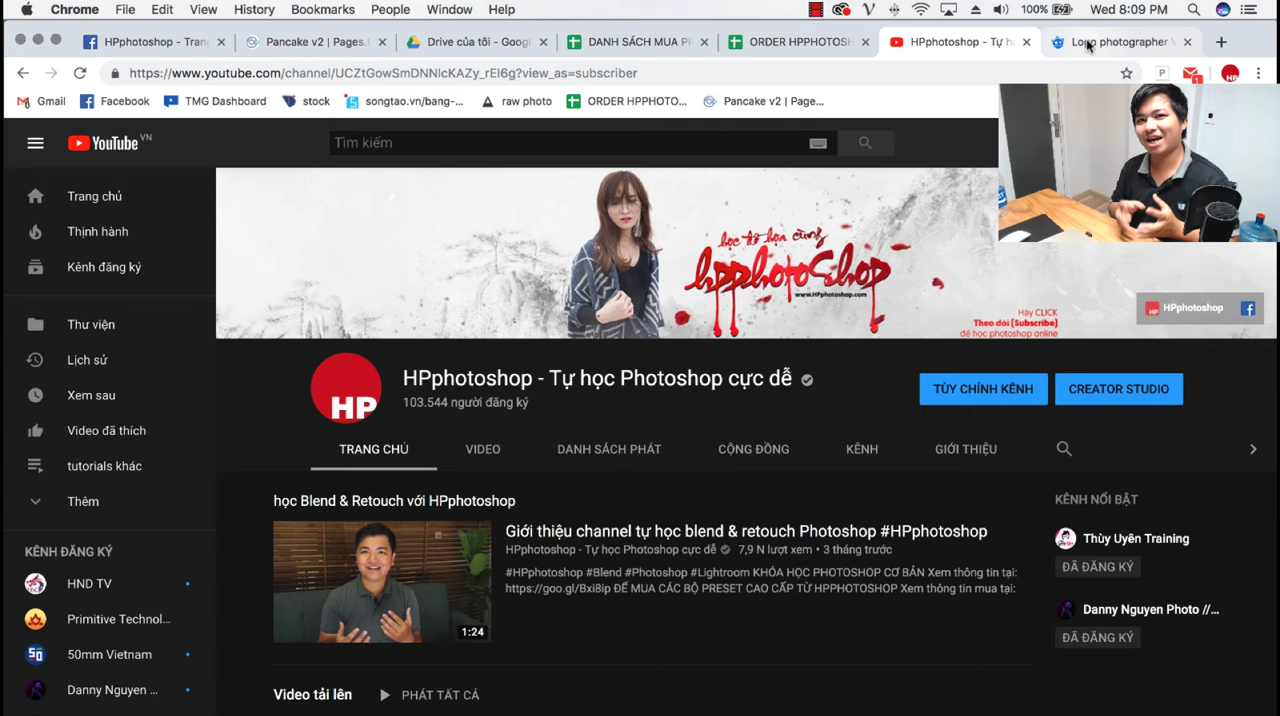 Chrome File Edit View History Bookmarks People Window Help 100% Wed 8:09 PM
HPphotoshop - Trang Pancake v2 | Pages.f Drive của tôi - Googl DANH SÁCH MUA PR ORDER HPPHOTOSH HPphotoshop - Tự họ photographer
https://www.youtube.com/channel/UCZtGowSmDNNlcKAZy_rEl6g?view_as=subscriber
P 1 HP
Gmail Facebook TMG Dashboard stock songtao.vn/bang-... raw photo ORDER HPPHOTO... Pancake v2 | Page...
YouTube VN
Tìm kiếm
Trang chủ
Thịnh hành
Kênh đăng ký
Thư viện
Lịch sử
Xem sau
Video đã thích
tutorials khác
Thêm
KÊNH ĐĂNG KÝ
HND TV
Primitive Technol...
50mm Vietnam
Danny Nguyen ...
hpphotoshop
www.HPphotoshop.com
Hãy CLICK
Theo dõi (Subscribe)
để học photoshop online
HP HPphotoshop
HP
HPphotoshop - Tự học Photoshop cực dễ
103.544 người đăng ký
TÙY CHỈNH KÊNH CREATOR STUDIO
TRANG CHỦ VIDEO DANH SÁCH PHÁT CỘNG ĐỒNG KÊNH GIỚI THIỆU
học Blend & Retouch với HPphotoshop
1:24
Giới thiệu channel tự học blend & retouch Photoshop #HPphotoshop
HPphotoshop - Tự học Photoshop cực dễ 7,9 N lượt xem • 3 tháng trước
#HPphotoshop #Blend #Photoshop #Lightroom KHÓA HỌC PHOTOSHOP CƠ BẢN Xem thông tin tại:
https://goo.gl/Bxi8ip ĐỂ MUA CÁC BỘ PRESET CAO CẤP TỪ HPPHOTOSHOP Xem thông tin mua tại:
KÊNH NỔI BẬT
Thùy Uyên Training
ĐÃ ĐĂNG KÝ
Danny Nguyen Photo //...
ĐÃ ĐĂNG KÝ
Video tải lên PHÁT TẤT CẢ